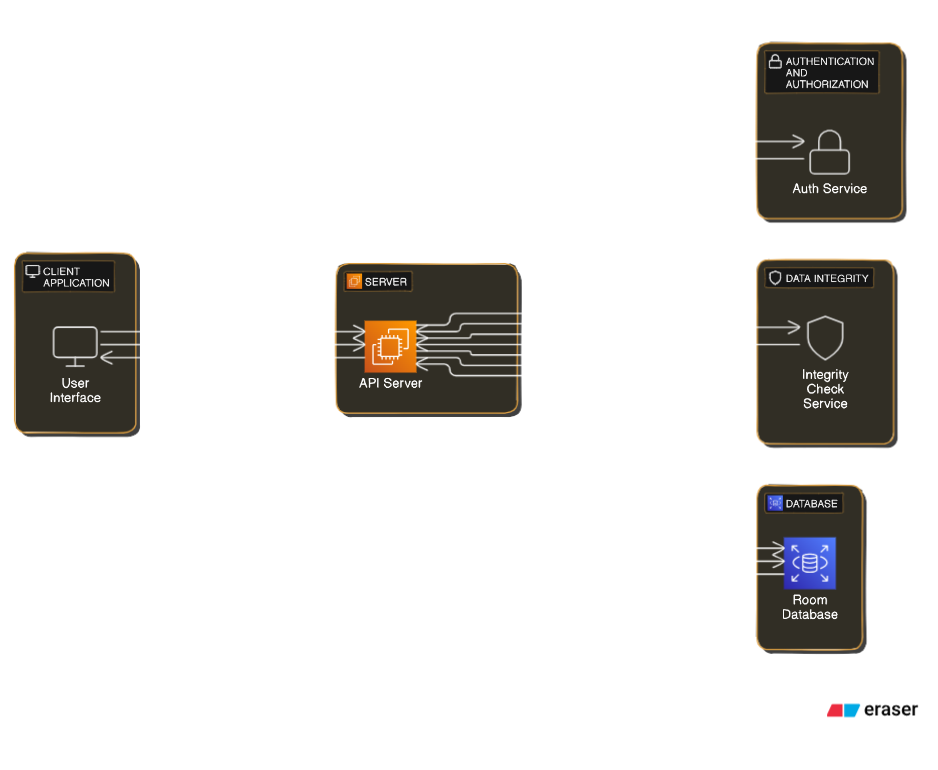 AUTHENTICATION
AND
AUTHORIZATION
Auth Service
CLIENT
APPLICATION
User
Interface
SERVER
API Server
DATA INTEGRITY
Integrity
Check
Service
DATABASE
Room
Database
eraser